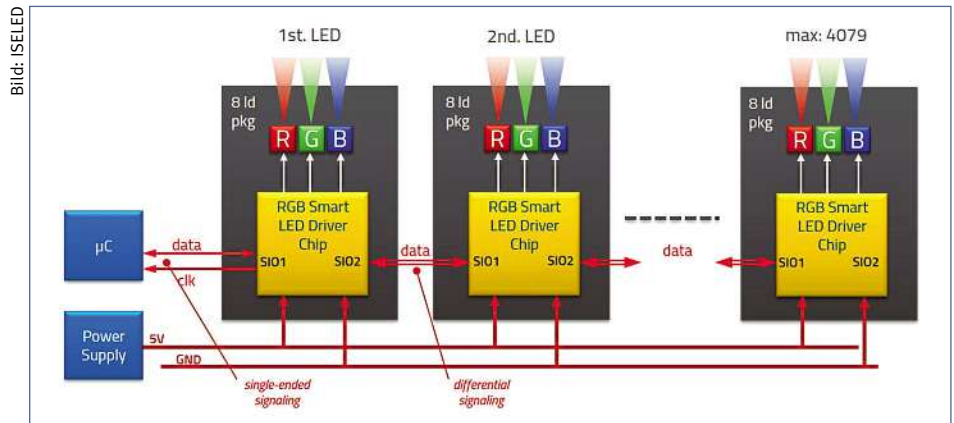 Bild: ISELED
1st. LED
2nd. LED
max: 4079
8 ld
pkg
R G B
RGB Smart
LED Driver
Chip
SIO1 SIO2
8 ld
pkg
R G B
RGB Smart
LED Driver
Chip
SIO1 SIO2
8 ld
pkg
R G B
RGB Smart
LED Driver
Chip
SIO1 SIO2
µC
data
clk
data
data
Power
Supply
5V
GND
single-ended
signaling
differential
signaling